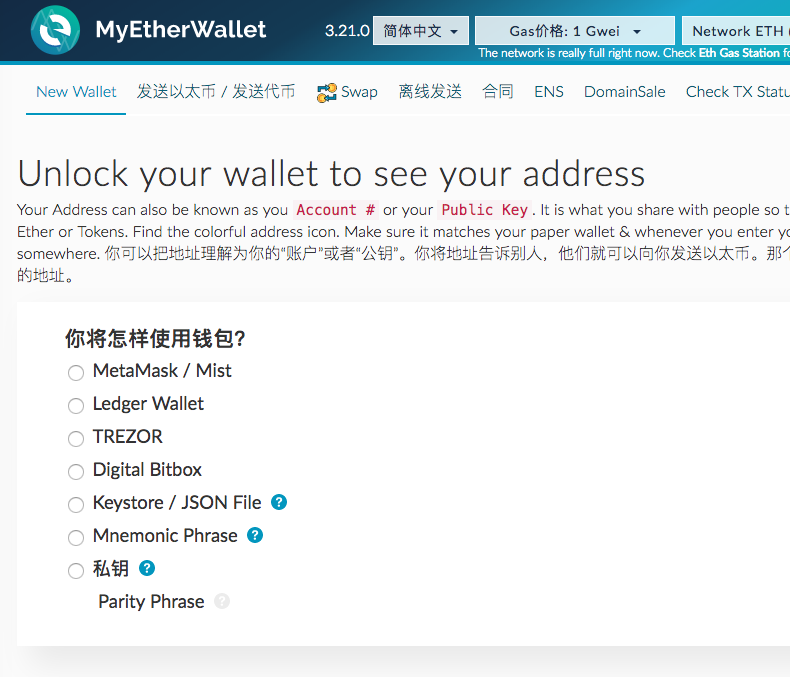 MyEtherWallet
3.21.0 简体中文 Gas价格: 1 Gwei Network ETH
The network is really full right now. Check Eth Gas Station fo
New Wallet 发送以太币 / 发送代币 Swap 离线发送 合同 ENS DomainSale Check TX Statu
Unlock your wallet to see your address
Your Address can also be known as you Account # or your Public Key. It is what you share with people so t
Ether or Tokens. Find the colorful address icon. Make sure it matches your paper wallet & whenever you enter yo
somewhere. 你可以把地址理解为你的“账户”或者“公钥”。你将地址告诉别人，他们就可以向你发送以太币。那个
的地址。
你将怎样使用钱包?
MetaMask / Mist
Ledger Wallet
TREZOR
Digital Bitbox
Keystore / JSON File ?
Mnemonic Phrase ?
私钥 ?
Parity Phrase ?